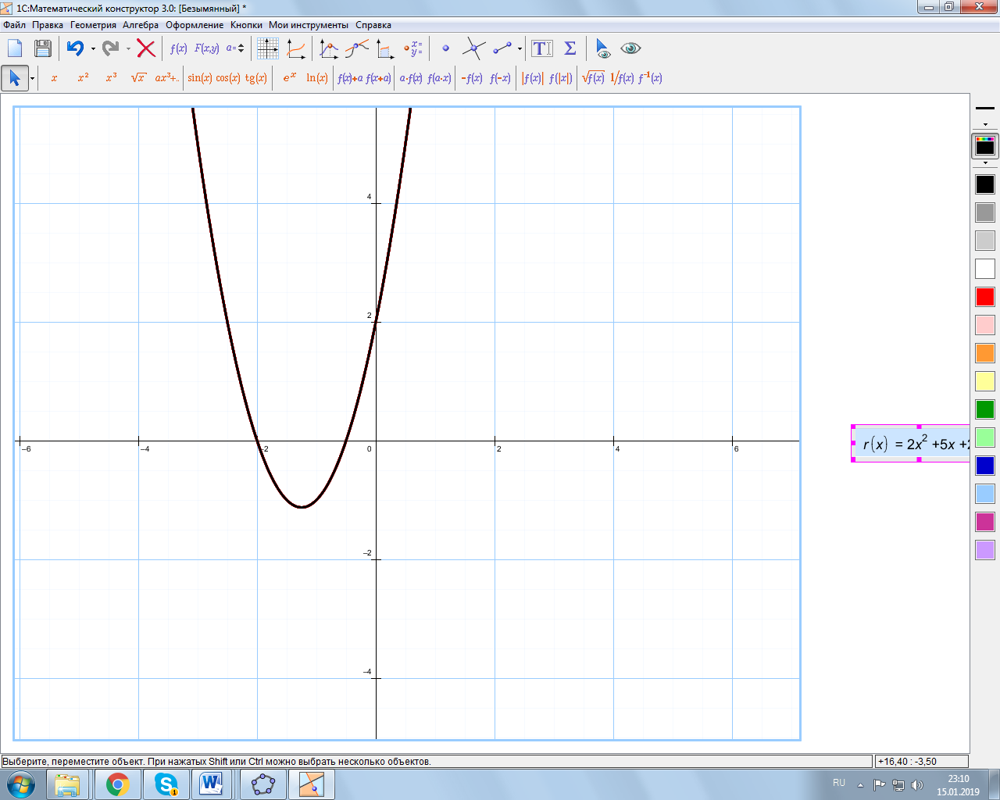 1С:Математический конструктор 3.0: [Безымянный] *
Файл Правка Геометрия Алгебра Оформление Кнопки Мои инструменты Справка
f(x) F(x,y) a= x= y= T Σ
x x² x³ √x ax³+.. sin(x) cos(x) tg(x) eˣ ln(x) f(x)+a f(x+a) a·f(x) f(a·x) -f(x) f(-x) |f(x)| f(|x|) √f(x) 1/f(x) f⁻¹(x)
4
2
–6 –4 –2 0 2 4 6
r(x) = 2x² +5x +2
–2
–4
Выберите, переместите объект. При нажатых Shift или Ctrl можно выбрать несколько объектов.
+16,40 : -3,50
S 1 W
RU
23:10
15.01.2019